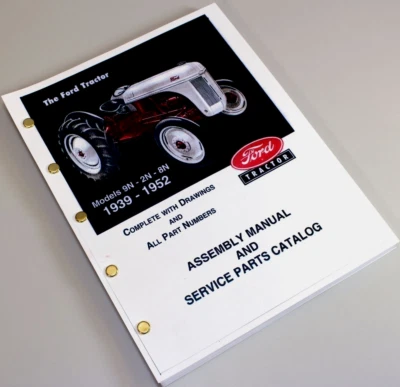 The Ford Tractor
Ford
Models 9N - 2N - 8N
1939 - 1952
Ford
TRACTOR
COMPLETE WITH DRAWINGS
AND
ALL PART NUMBERS
ASSEMBLY MANUAL
AND
SERVICE PARTS CATALOG